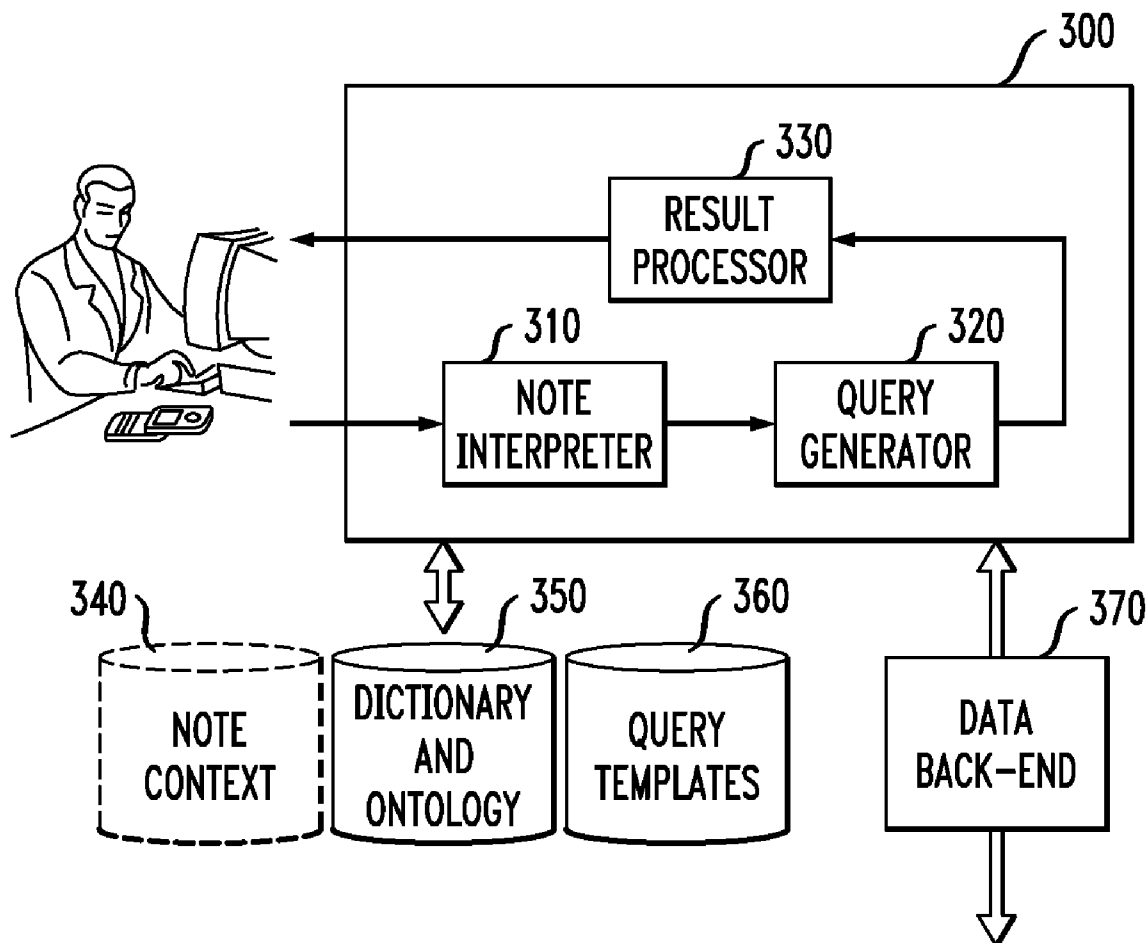 300
330
RESULT
PROCESSOR
310
320
NOTE
INTERPRETER
QUERY
GENERATOR
340
350
360
370
NOTE
CONTEXT
DICTIONARY
AND
ONTOLOGY
QUERY
TEMPLATES
DATA
BACK-END